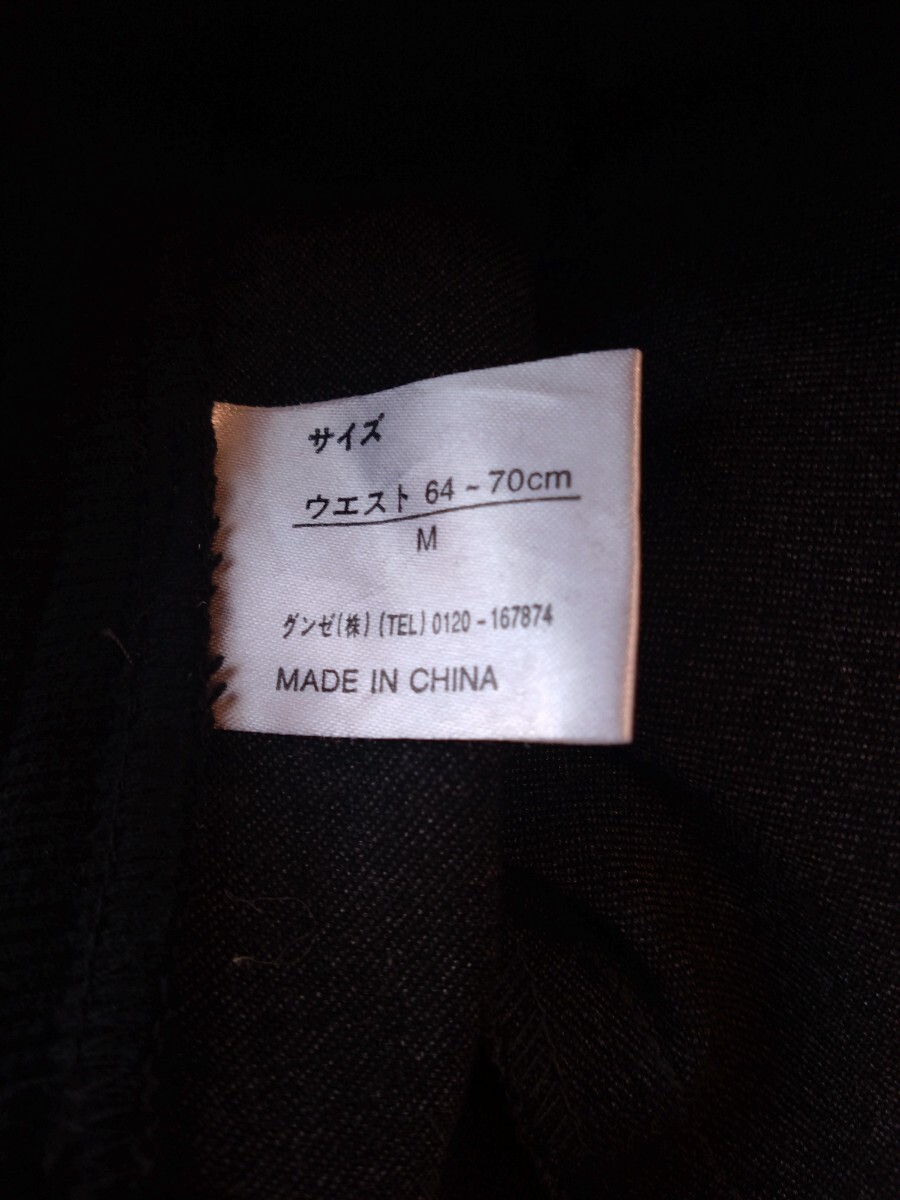 サイズ
ウエスト 64~70cm
M
グンゼ(株)(TEL)0120-167874
MADE IN CHINA